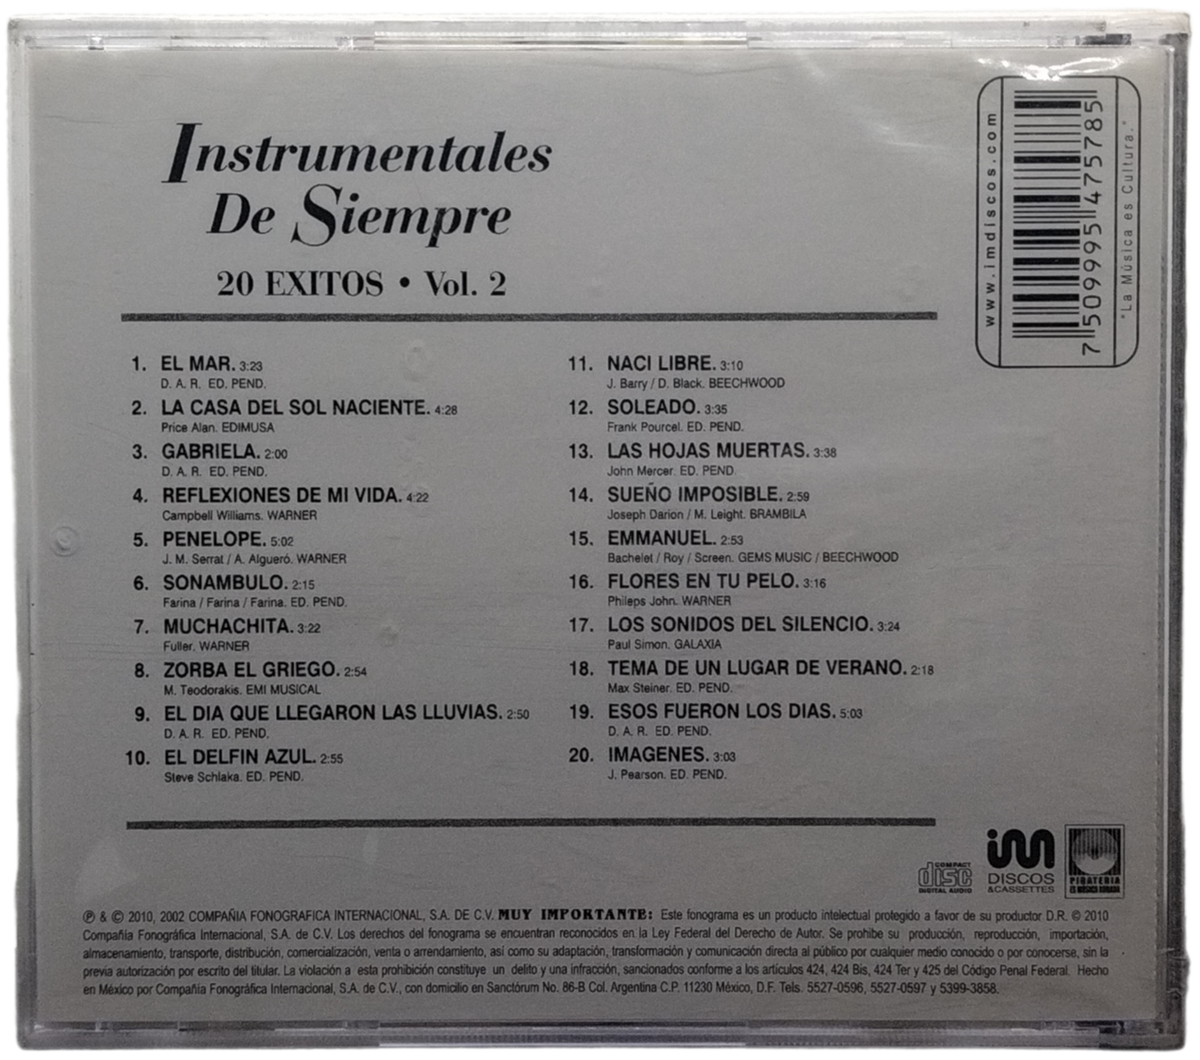 Instrumentales
De Siempre
20 EXITOS • Vol. 2
1. EL MAR. 3:23
D. A. R. ED. PEND.
2. LA CASA DEL SOL NACIENTE. 4:28
Price Alan. EDIMUSA
3. GABRIELA. 2:00
D. A. R. ED. PEND.
4. REFLEXIONES DE MI VIDA. 4:22
Campbell Williams. WARNER
5. PENELOPE. 5:02
J. M. Serrat / A. Algueró. WARNER
6. SONAMBULO. 2:15
Farina / Farina / Farina. ED. PEND.
7. MUCHACHITA. 3:22
Fuller. WARNER
8. ZORBA EL GRIEGO. 2:54
M. Teodorakis. EMI MUSICAL
9. EL DIA QUE LLEGARON LAS LLUVIAS. 2:50
D. A. R. ED. PEND.
10. EL DELFIN AZUL. 2:55
Steve Schlaka. ED. PEND.
11. NACI LIBRE. 3:10
J. Barry / D. Black. BEECHWOOD
12. SOLEADO. 3:35
Frank Pourcel. ED. PEND.
13. LAS HOJAS MUERTAS. 3:38
John Mercer. ED. PEND.
14. SUEÑO IMPOSIBLE. 2:59
Joseph Darion / M. Leight. BRAMBILA
15. EMMANUEL. 2:53
Bachelet / Roy / Screen. GEMS MUSIC / BEECHWOOD
16. FLORES EN TU PELO. 3:16
Phileps John. WARNER
17. LOS SONIDOS DEL SILENCIO. 3:24
Paul Simon. GALAXIA
18. TEMA DE UN LUGAR DE VERANO. 2:18
Max Steiner. ED. PEND.
19. ESOS FUERON LOS DIAS. 5:03
D. A. R. ED. PEND.
20. IMAGENES. 3:03
J. Pearson. ED. PEND.
www.imdiscos.com
7 509995 475785
"La Música es Cultura."
COMPACT
disc
DIGITAL AUDIO
iM
DISCOS
& CASSETTES
PIRATERIA
ES MUSICA ROBADA
℗ & © 2010, 2002 COMPAÑIA FONOGRAFICA INTERNACIONAL, S.A. DE C.V. MUY IMPORTANTE: Este fonograma es un producto intelectual protegido a favor de su productor D.R. © 2010
Compañía Fonográfica Internacional, S.A. de C.V. Los derechos del fonograma se encuentran reconocidos en la Ley Federal del Derecho de Autor. Se prohibe su producción, reproducción, importación,
almacenamiento, transporte, distribución, comercialización, venta o arrendamiento, así como su adaptación, transformación y comunicación directa al público por cualquier medio conocido o por conocerse, sin la
previa autorización por escrito del titular. La violación a esta prohibición constituye un delito y una infracción, sancionados conforme a los artículos 424, 424 Bis, 424 Ter y 425 del Código Penal Federal. Hecho
en México por Compañía Fonográfica Internacional, S.A. de C.V., con domicilio en Sanctórum No. 86-B Col. Argentina C.P. 11230 México, D.F. Tels. 5527-0596, 5527-0597 y 5399-3858.